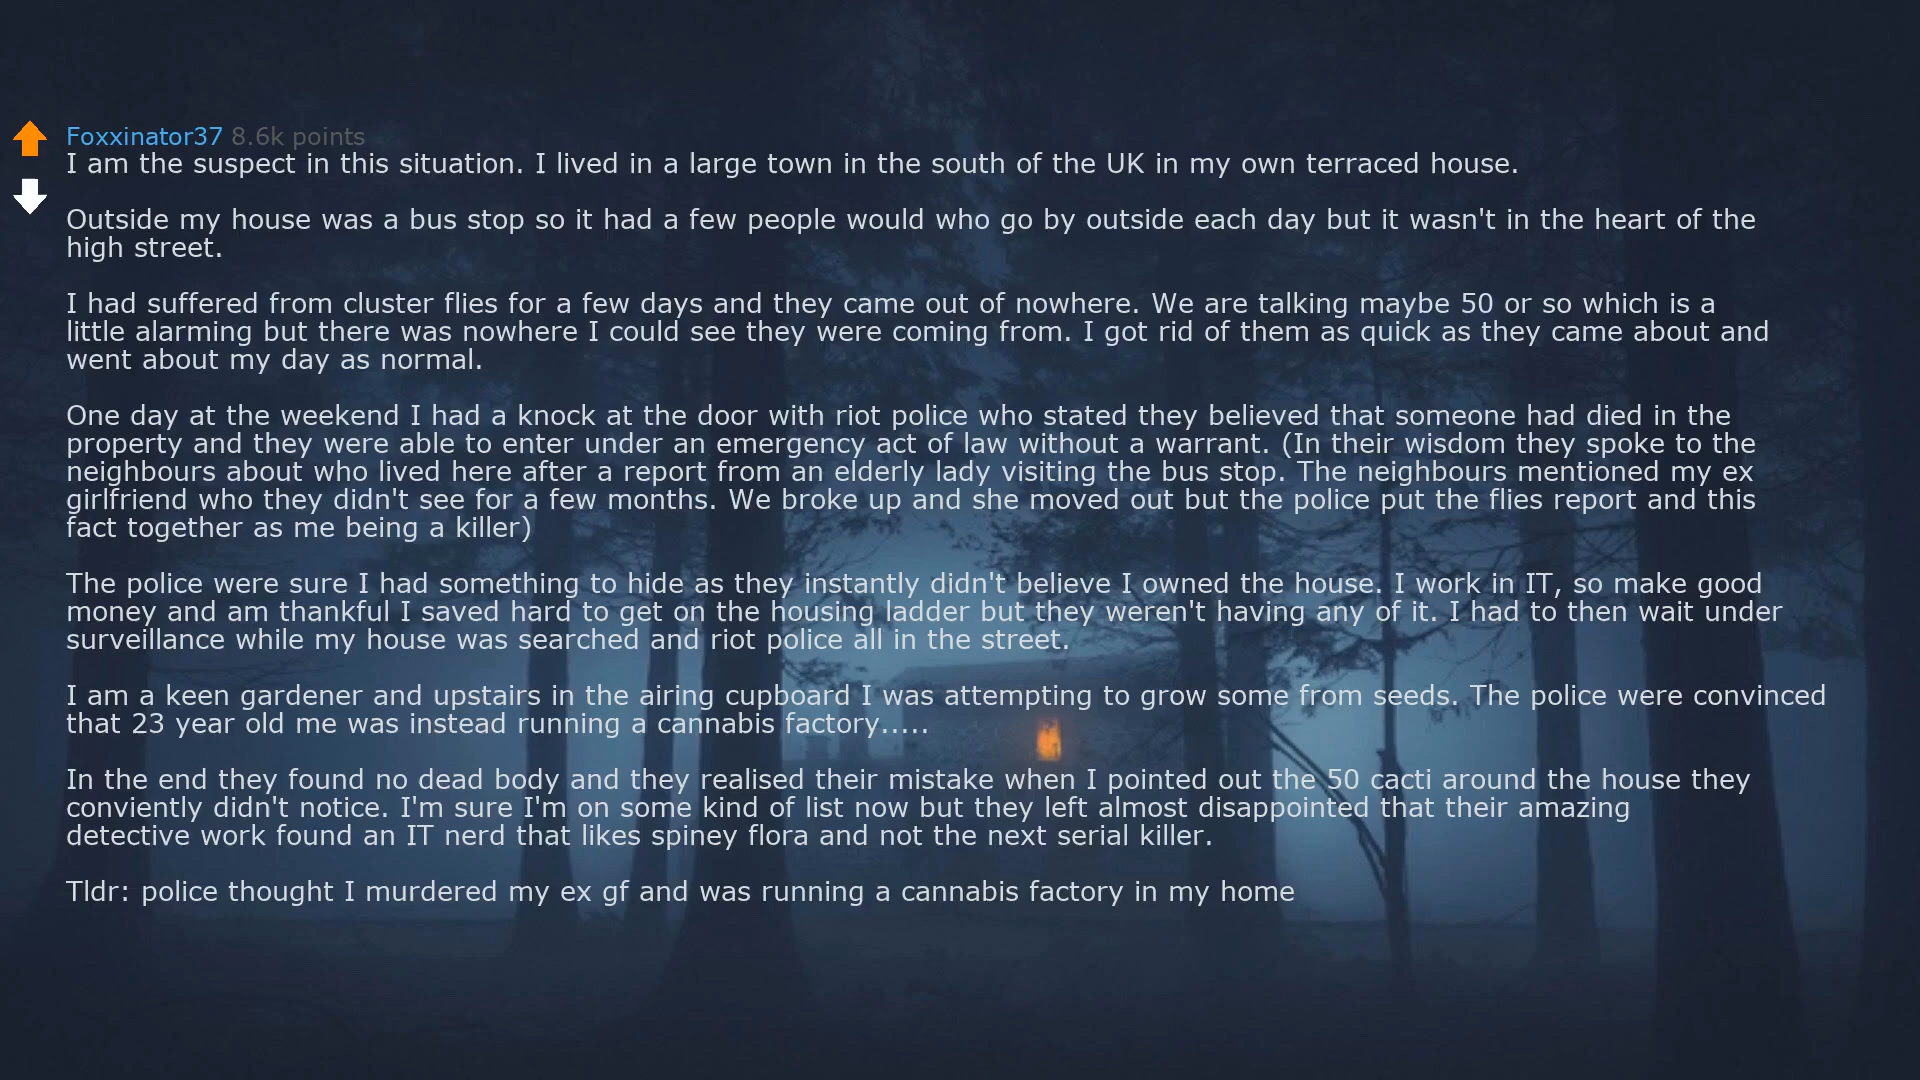 Foxxinator37 8.6k points
I am the suspect in this situation. I lived in a large town in the south of the UK in my own terraced house.
Outside my house was a bus stop so it had a few people would who go by outside each day but it wasn't in the heart of the
high street.
I had suffered from cluster flies for a few days and they came out of nowhere. We are talking maybe 50 or so which is a
little alarming but there was nowhere I could see they were coming from. I got rid of them as quick as they came about and
went about my day as normal.
One day at the weekend I had a knock at the door with riot police who stated they believed that someone had died in the
property and they were able to enter under an emergency act of law without a warrant. (In their wisdom they spoke to the
neighbours about who lived here after a report from an elderly lady visiting the bus stop. The neighbours mentioned my ex
girlfriend who they didn't see for a few months. We broke up and she moved out but the police put the flies report and this
fact together as me being a killer)
The police were sure I had something to hide as they instantly didn't believe I owned the house. I work in IT, so make good
money and am thankful I saved hard to get on the housing ladder but they weren't having any of it. I had to then wait under
surveillance while my house was searched and riot police all in the street.
I am a keen gardener and upstairs in the airing cupboard I was attempting to grow some from seeds. The police were convinced
that 23 year old me was instead running a cannabis factory.....
In the end they found no dead body and they realised their mistake when I pointed out the 50 cacti around the house they
conviently didn't notice. I'm sure I'm on some kind of list now but they left almost disappointed that their amazing
detective work found an IT nerd that likes spiney flora and not the next serial killer.
Tldr: police thought I murdered my ex gf and was running a cannabis factory in my home